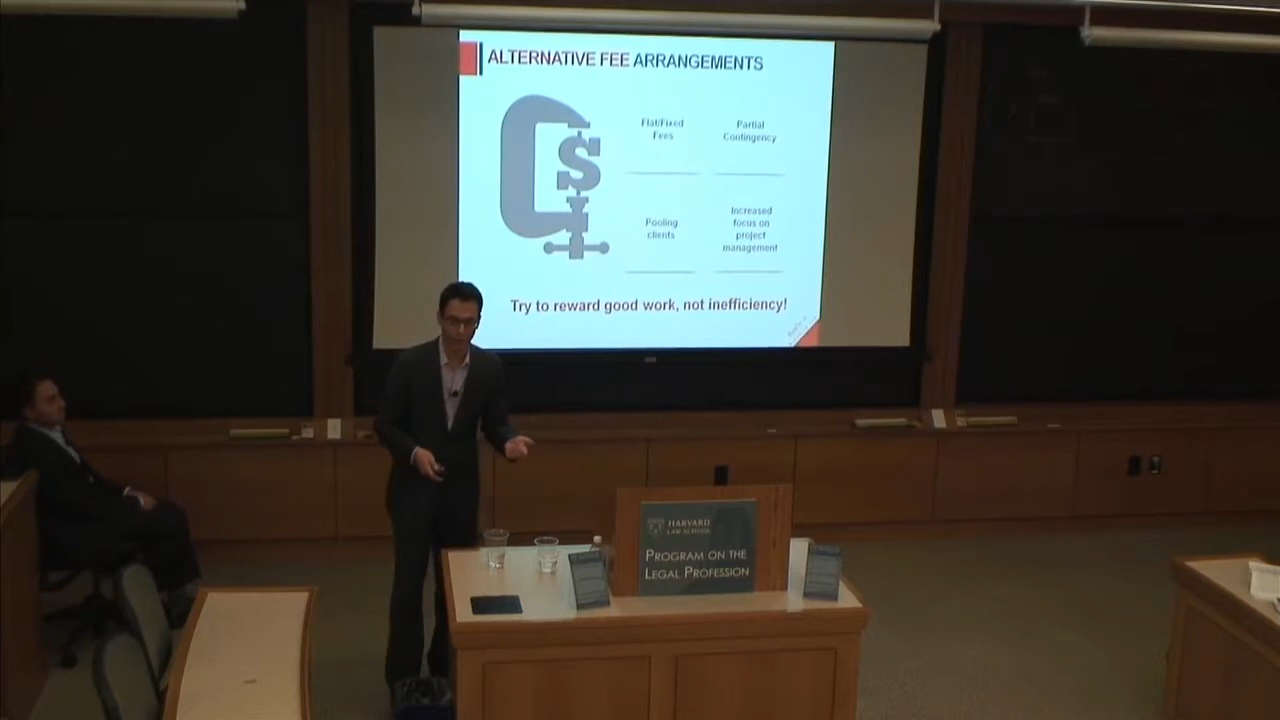 ALTERNATIVE FEE ARRANGEMENTS
Flat/Fixed
Fees
Partial
Contingency
$
Pooling
clients
Increased
focus on
project
management
Try to reward good work, not inefficiency!
HARVARD
LAW SCHOOL
PROGRAM ON THE
LEGAL PROFESSION